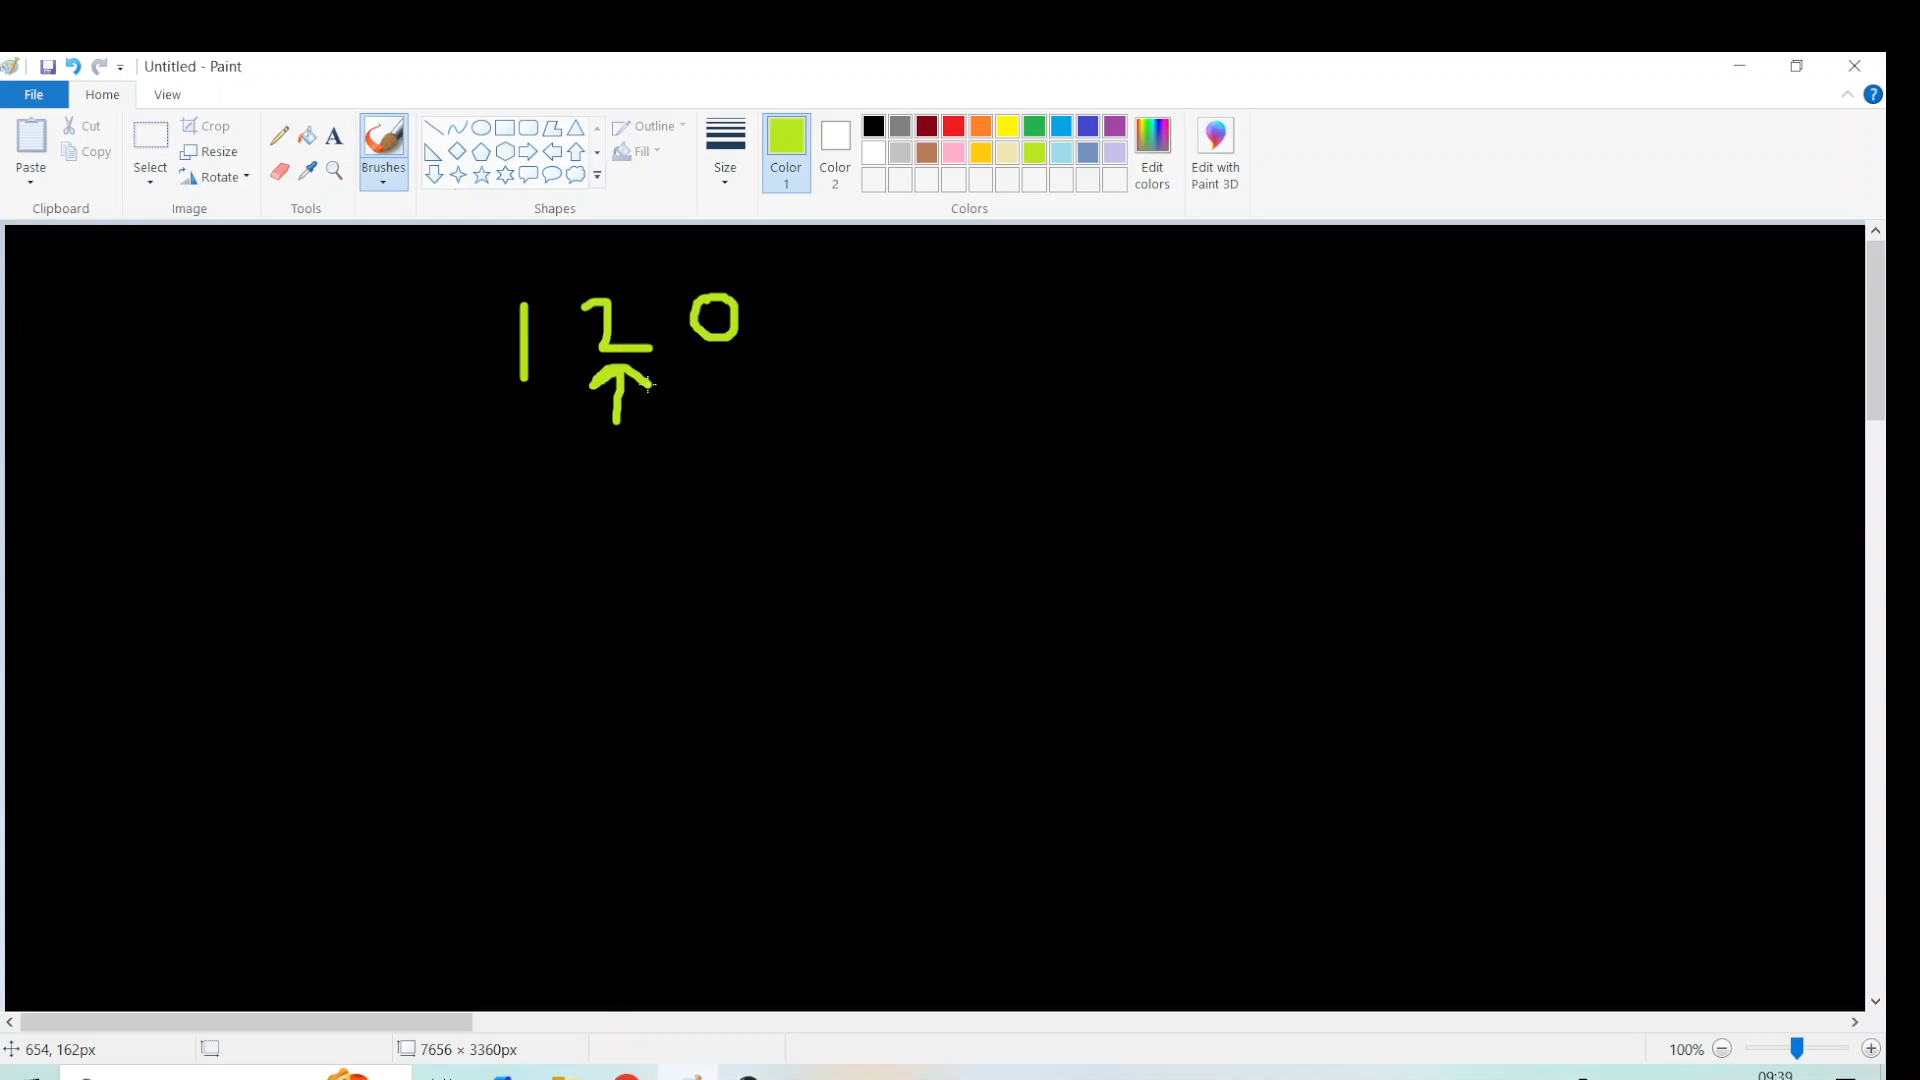 Untitled - Paint
File Home View
Paste
Cut
Copy
Clipboard
Select
Crop
Resize
Rotate
Image
A
Tools
Brushes
Outline
Fill
Shapes
Size
Color 1
Color 2
Edit colors
Colors
Edit with Paint 3D
?
1 2 0
654, 162px
7656 × 3360px
100%
09:39